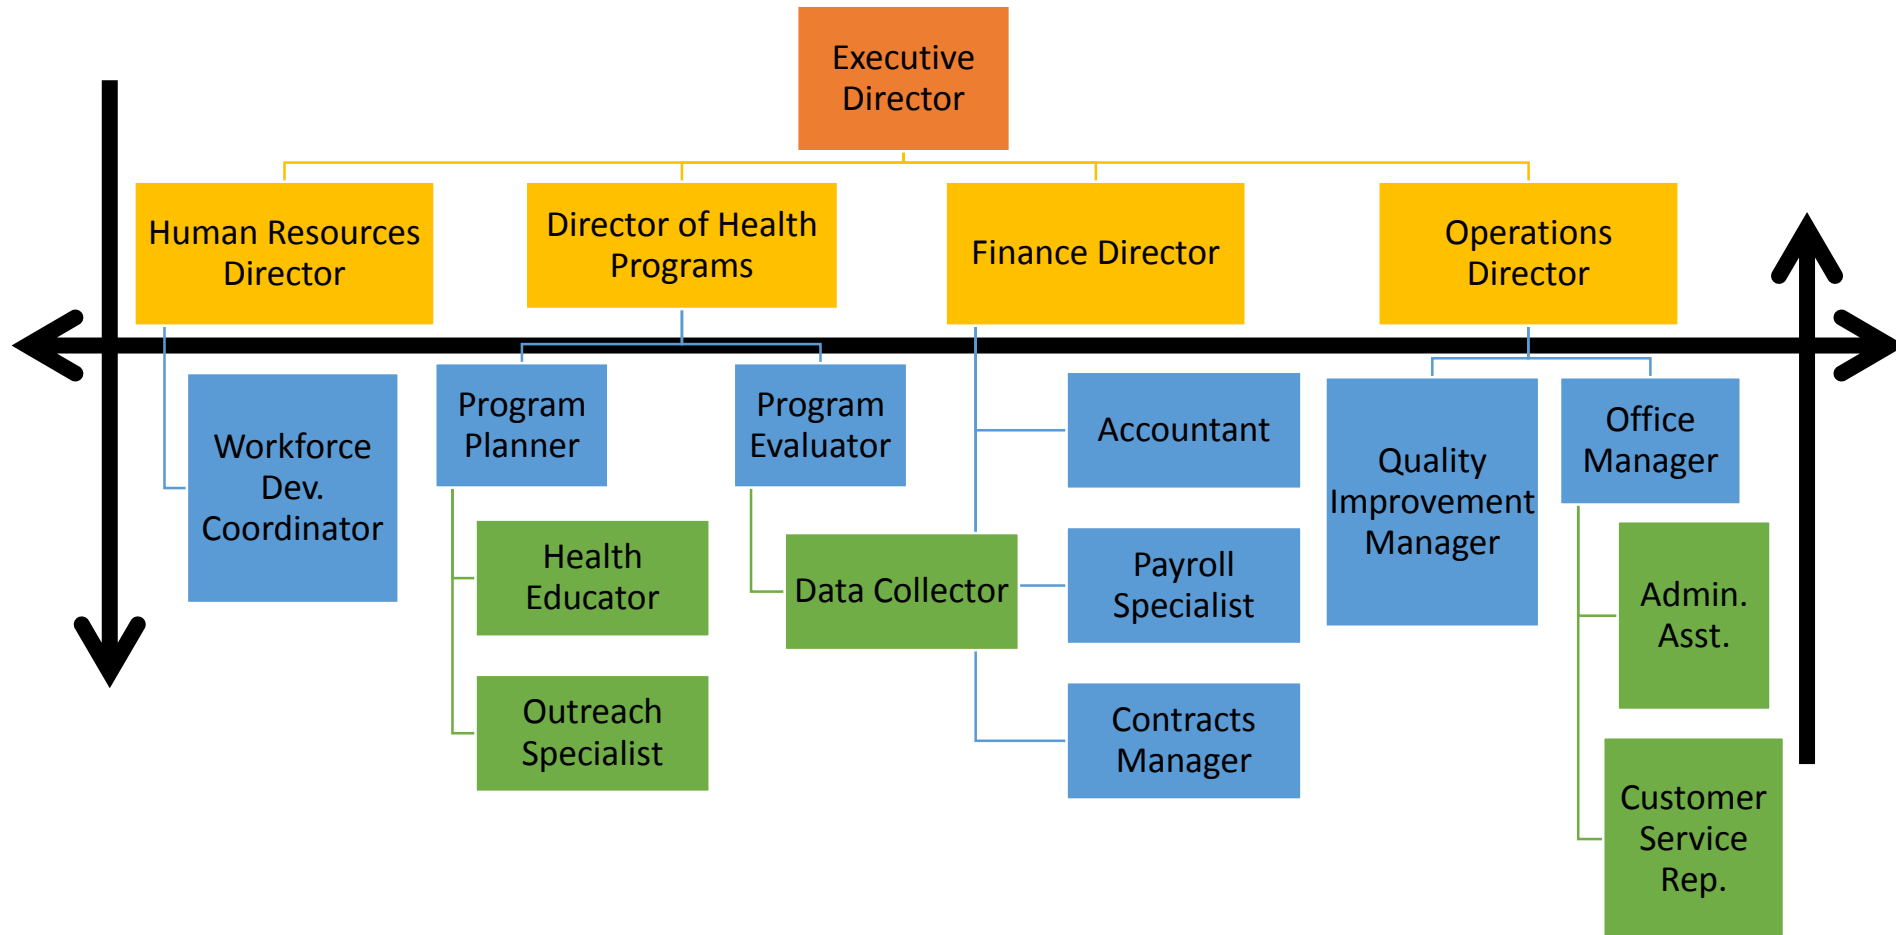 Executive
Director
Human Resources
Director
Director of Health
Programs
Finance Director
Operations
Director
Workforce
Dev.
Coordinator
Program
Planner
Health
Educator
Outreach
Specialist
Program
Evaluator
Data Collector
Accountant
Payroll
Specialist
Contracts
Manager
Quality
Improvement
Manager
Office
Manager
Admin.
Asst.
Customer
Service
Rep.